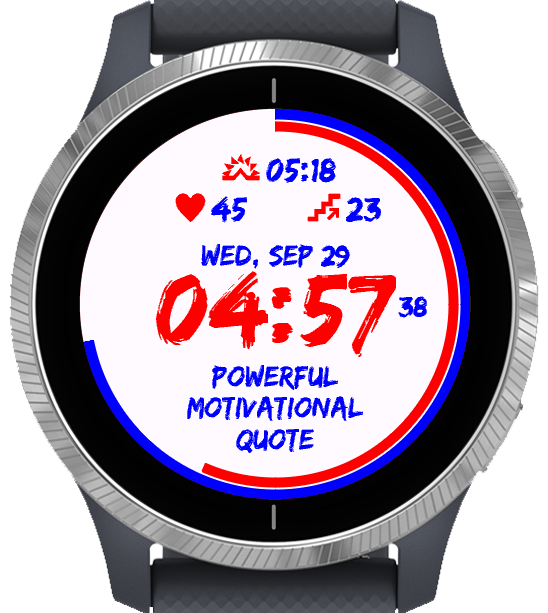 05:18
45 23
WED, SEP 29
04:57 38
POWERFUL
MOTIVATIONAL
QUOTE